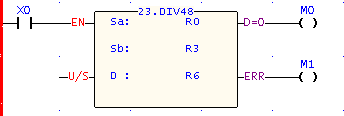 X0 23.DIV48 M0
EN Sa: R0 D=0
Sb: R3 M1
U/S D : R6 ERR